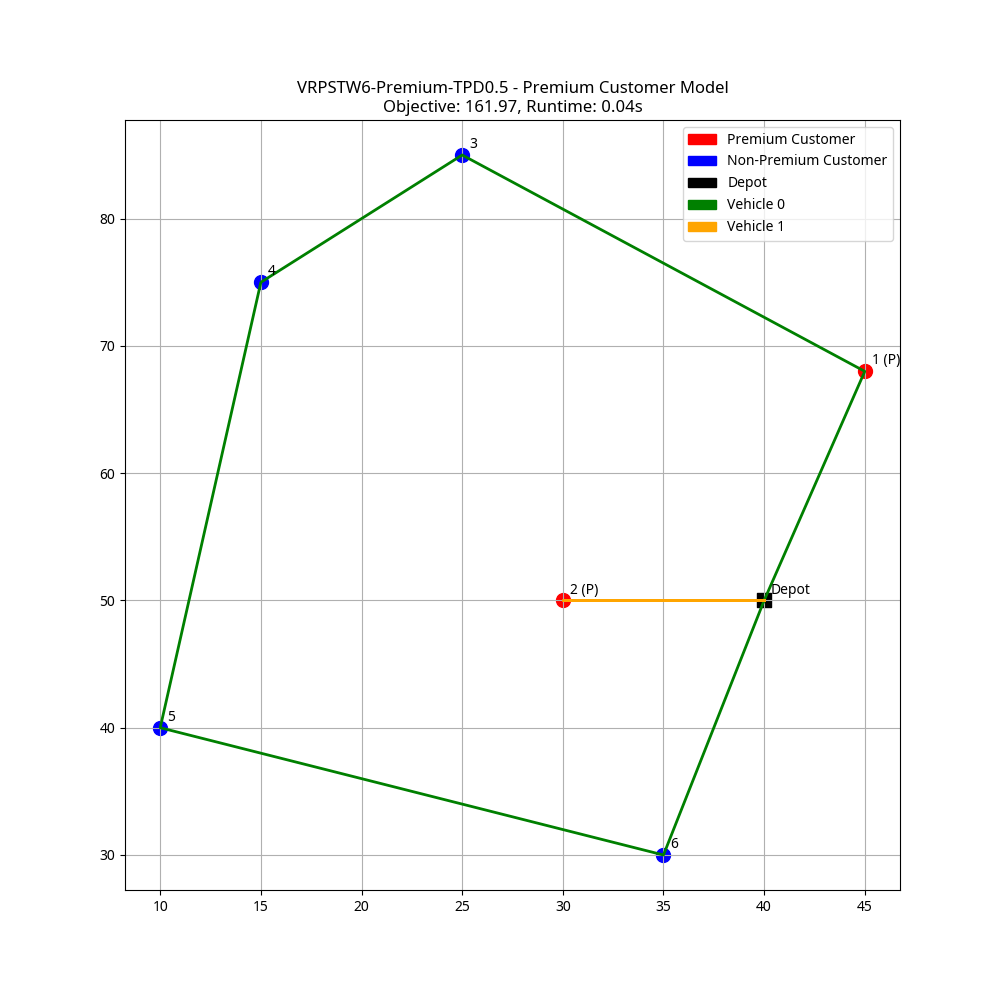 VRPSTW6-Premium-TPD0.5 - Premium Customer Model
Objective: 161.97, Runtime: 0.04s
Premium Customer
Non-Premium Customer
Depot
Vehicle 0
Vehicle 1
3
4
1 (P)
2 (P)
Depot
5
6
80
70
60
50
40
30
10 15 20 25 30 35 40 45